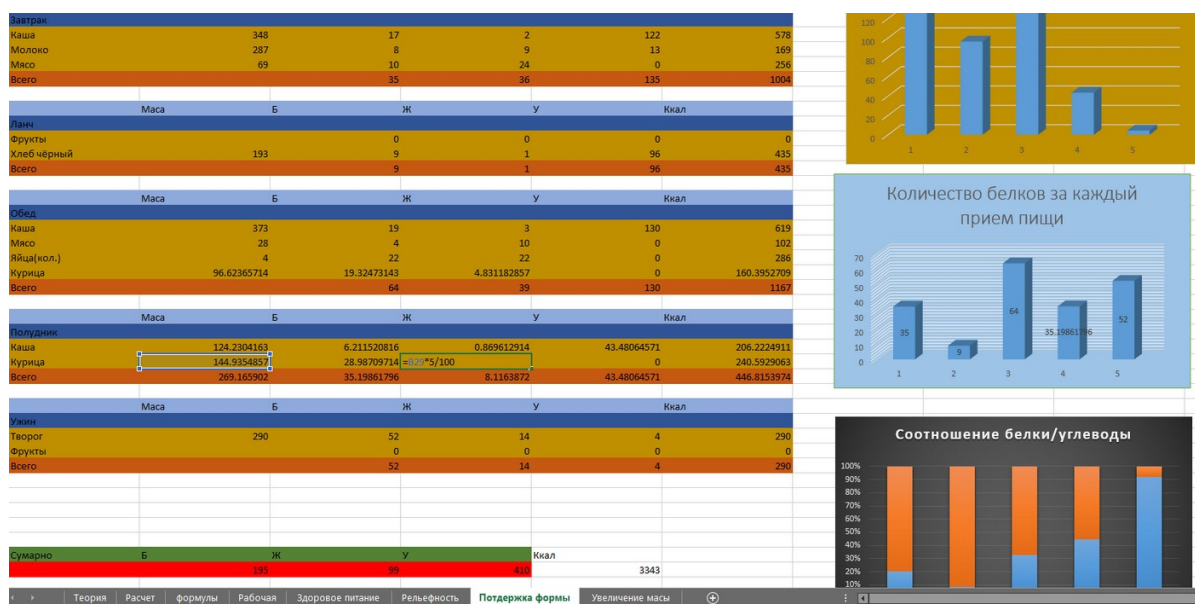 Завтрак
Каша 348 17 2 122 578
Молоко 287 8 9 13 169
Мясо 69 10 24 0 256
Всего 35 36 135 1004
Маса Б Ж У Ккал
Ланч
Фрукты 0 0 0 0
Хлеб чёрный 193 9 1 96 435
Всего 9 1 96 435
Маса Б Ж У Ккал
Обед
Каша 373 19 3 130 619
Мясо 28 4 10 0 102
Яйца(кол.) 4 22 22 0 286
Курица 96.62365714 19.32473143 4.831182857 0 160.3952709
Всего 64 39 130 1167
Маса Б Ж У Ккал
Полудник
Каша 124.2304163 6.211520816 0.869612914 43.48064571 206.2224911
Курица 144.9354857 28.98709714 =B29*5/100 0 240.5929063
Всего 269.165902 35.19861796 8.1163872 43.48064571 446.8153974
Маса Б Ж У Ккал
Ужин
Творог 290 52 14 4 290
Фрукты 0 0 0 0
Всего 52 14 4 290
Сумарно Б Ж У Ккал
195 99 410 3343
120
100
80
60
40
20
0
1 2 3 4 5
Количество белков за каждый
прием пищи
70
60
50
40
30
20
10
0
35 9 64 35.19861796 52
1 2 3 4 5
Соотношение белки/углеводы
100%
90%
80%
70%
60%
50%
40%
30%
20%
10%
Теория Расчет формулы Рабочая Здоровое питание Рельефность Потдержка формы Увеличение масы